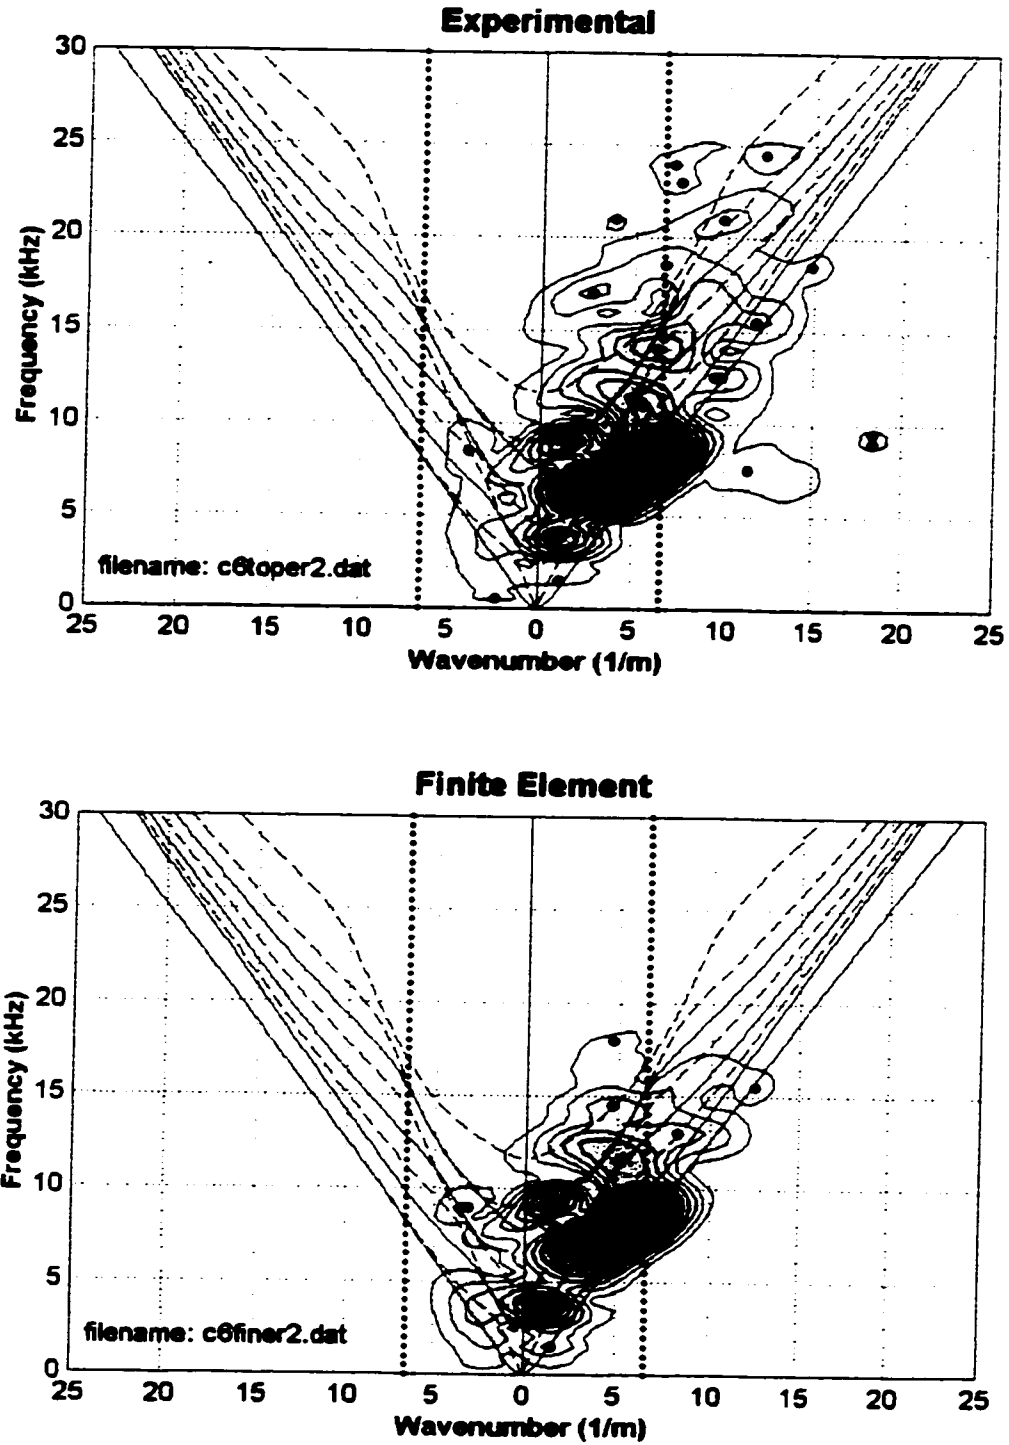 Experimental
30
25
20
15
10
5
0
Frequency (kHz)
filename: c6toper2.dat
25 20 15 10 5 0 5 10 15 20 25
Wavenumber (1/m)
Finite Element
30
25
20
15
10
5
0
Frequency (kHz)
filename: c6finer2.dat
25 20 15 10 5 0 5 10 15 20 25
Wavenumber (1/m)